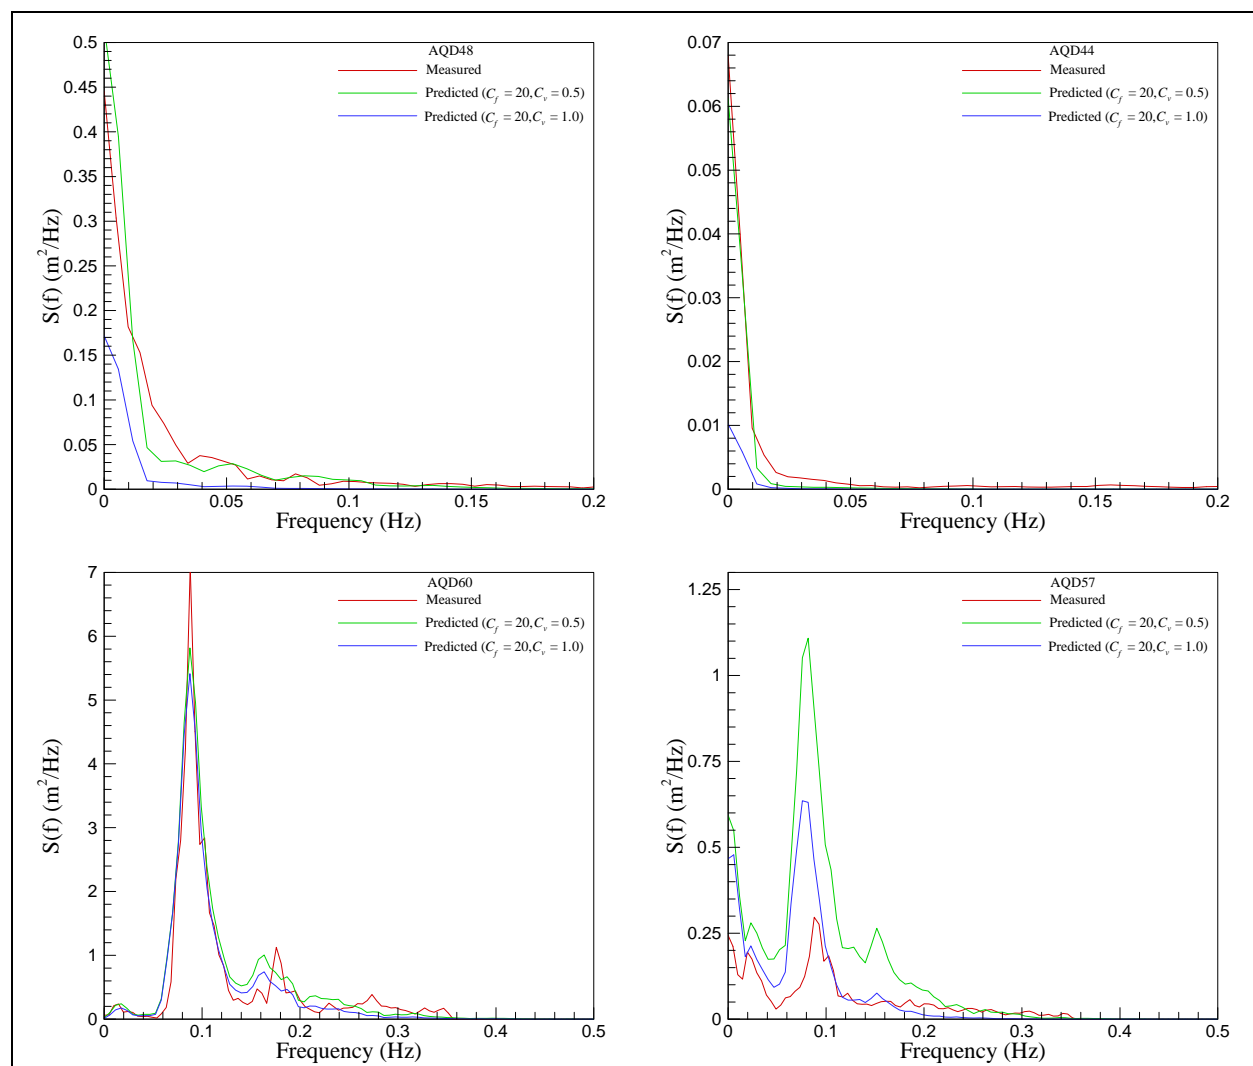 AQD48
Measured
Predicted (C_f = 20, C_v = 0.5)
Predicted (C_f = 20, C_v = 1.0)
0.5
0.45
0.4
0.35
0.3
0.25
0.2
0.15
0.1
0.05
0
S(f) (m²/Hz)
0 0.05 0.1 0.15 0.2
Frequency (Hz)
AQD44
Measured
Predicted (C_f = 20, C_v = 0.5)
Predicted (C_f = 20, C_v = 1.0)
0.07
0.06
0.05
0.04
0.03
0.02
0.01
0
S(f) (m²/Hz)
0 0.05 0.1 0.15 0.2
Frequency (Hz)
AQD60
Measured
Predicted (C_f = 20, C_v = 0.5)
Predicted (C_f = 20, C_v = 1.0)
7
6
5
4
3
2
1
0
S(f) (m²/Hz)
0 0.1 0.2 0.3 0.4 0.5
Frequency (Hz)
AQD57
Measured
Predicted (C_f = 20, C_v = 0.5)
Predicted (C_f = 20, C_v = 1.0)
1.25
1
0.75
0.5
0.25
0
S(f) (m²/Hz)
0 0.1 0.2 0.3 0.4 0.5
Frequency (Hz)